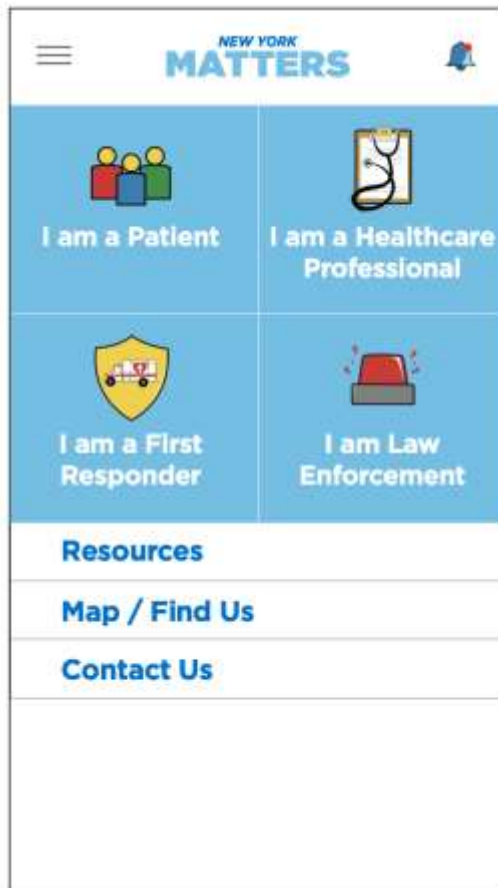 NEW YORK
MATTERS
I am a Patient
I am a Healthcare
Professional
I am a First
Responder
I am Law
Enforcement
Resources
Map / Find Us
Contact Us